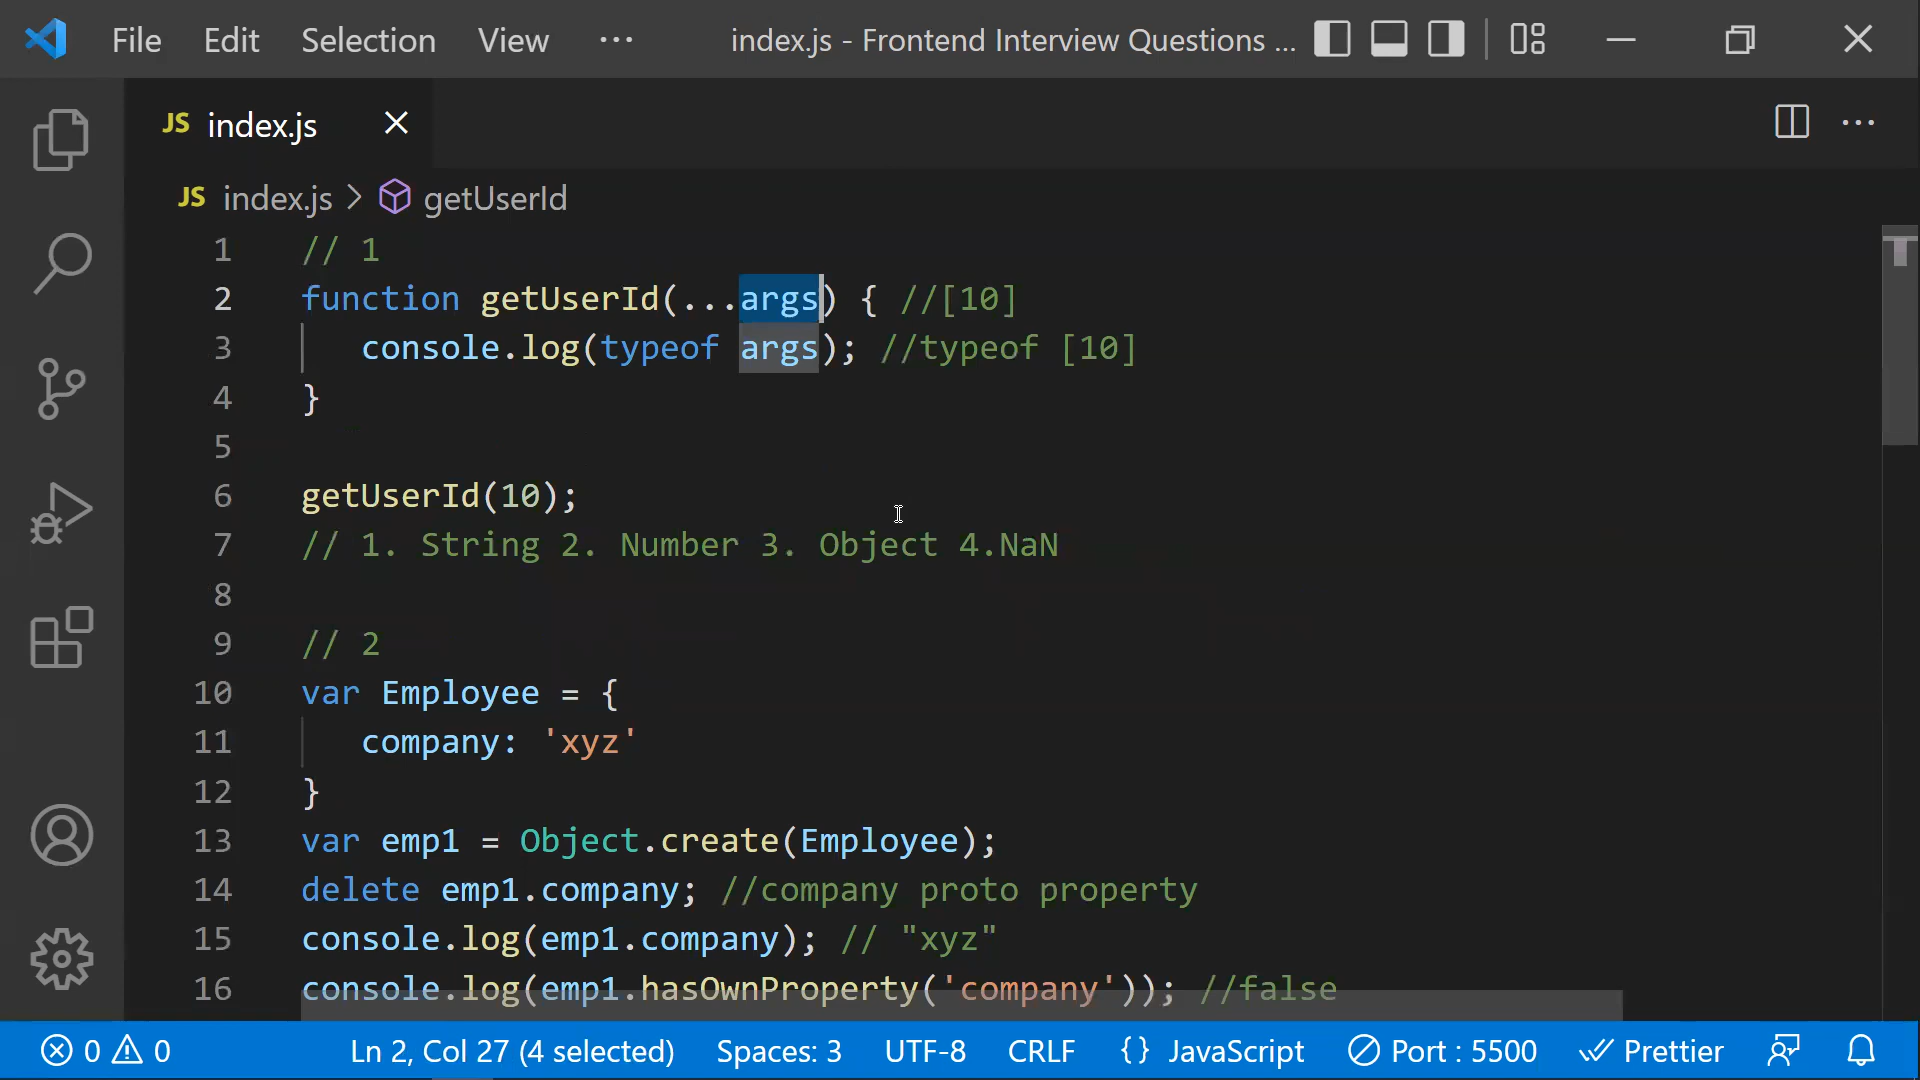 File Edit Selection View ··· index.js - Frontend Interview Questions ...
JS index.js
JS index.js > getUserId
1 // 1
2 function getUserId(...args) { //[10]
3 console.log(typeof args); //typeof [10]
4 }
5
6 getUserId(10);
7 // 1. String 2. Number 3. Object 4.NaN
8
9 // 2
10 var Employee = {
11 company: 'xyz'
12 }
13 var emp1 = Object.create(Employee);
14 delete emp1.company; //company proto property
15 console.log(emp1.company); // "xyz"
16 console.log(emp1.hasOwnProperty('company')); //false
0 0 Ln 2, Col 27 (4 selected) Spaces: 3 UTF-8 CRLF {} JavaScript Port : 5500 Prettier